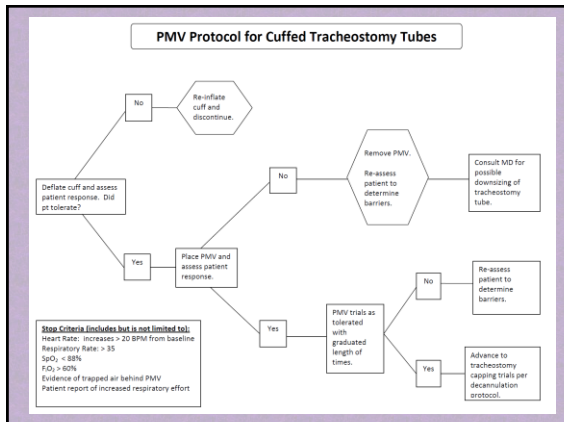 PMV Protocol for Cuffed Tracheostomy Tubes
No
Re-inflate
cuff and
discontinue.
Deflate cuff and assess
patient response. Did
pt tolerate?
Yes
Place PMV and
assess patient
response.
No
Remove PMV.
Re-assess
patient to
determine
barriers.
Consult MD for
possible
downsizing of
tracheostomy
tube.
Yes
PMV trials as
tolerated
with
graduated
length of
times.
No
Re-assess
patient to
determine
barriers.
Yes
Advance to
tracheostomy
capping trials per
decannulation
orotocol.
Stop Criteria (includes but is not limited to):
Heart Rate: increases > 20 BPM from baseline
Respiratory Rate: > 35
SpO₂ < 88%
FᵢO₂ > 60%
Evidence of trapped air behind PMV
Patient report of increased respiratory effort